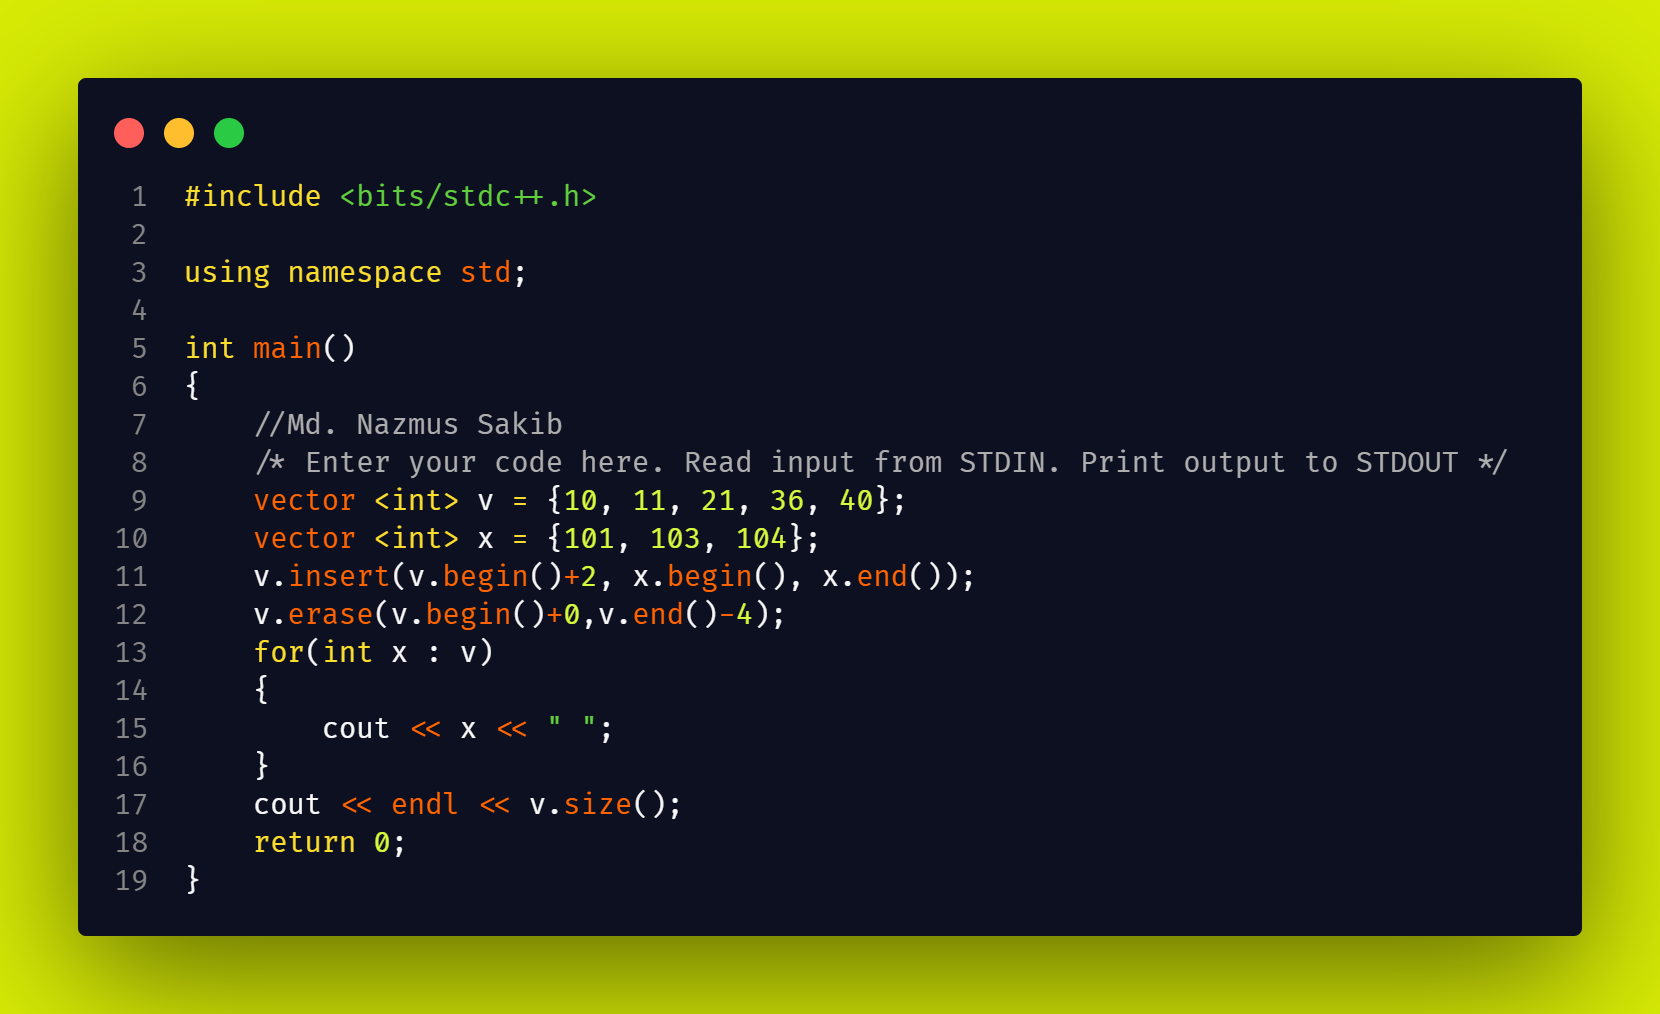 1 #include <bits/stdc++.h>
2
3 using namespace std;
4
5 int main()
6 {
7     //Md. Nazmus Sakib
8     /* Enter your code here. Read input from STDIN. Print output to STDOUT */
9     vector <int> v = {10, 11, 21, 36, 40};
10     vector <int> x = {101, 103, 104};
11     v.insert(v.begin()+2, x.begin(), x.end());
12     v.erase(v.begin()+0,v.end()-4);
13     for(int x : v)
14     {
15         cout << x << " ";
16     }
17     cout << endl << v.size();
18     return 0;
19 }